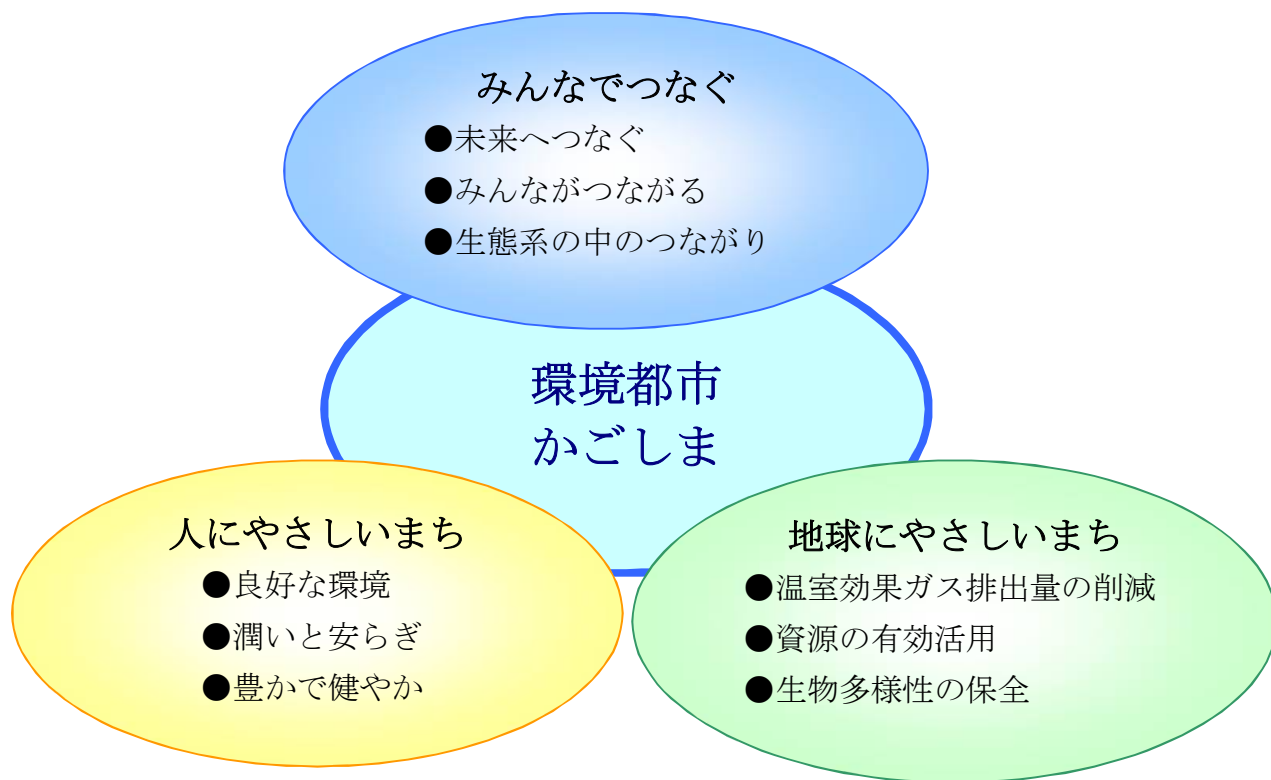 みんなでつなぐ
●未来へつなぐ
●みんながつながる
●生態系の中のつながり
環境都市
かごしま
人にやさしいまち
●良好な環境
●潤いと安らぎ
●豊かで健やか
地球にやさしいまち
●温室効果ガス排出量の削減
●資源の有効活用
●生物多様性の保全